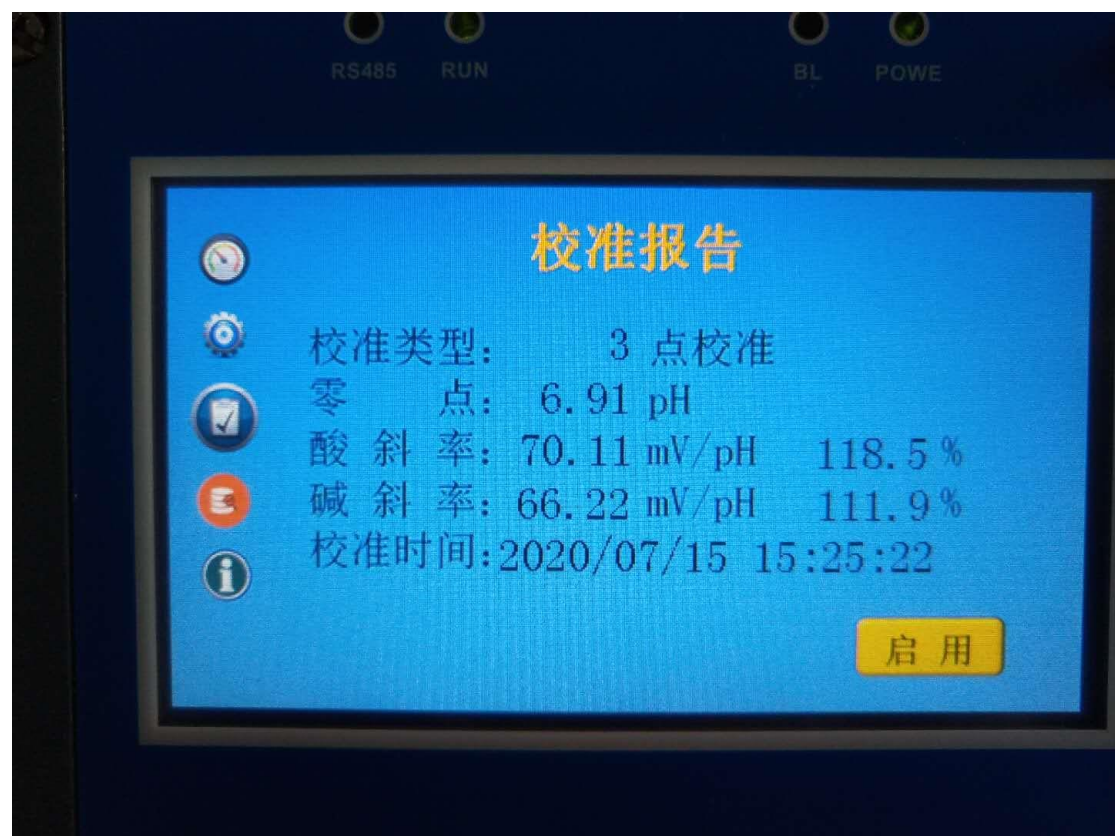 RS485 RUN BL POWE
校准报告
校准类型: 3 点校准
零 点: 6.91 pH
酸 斜 率: 70.11 mV/pH 118.5%
碱 斜 率: 66.22 mV/pH 111.9%
校准时间:2020/07/15 15:25:22
启用